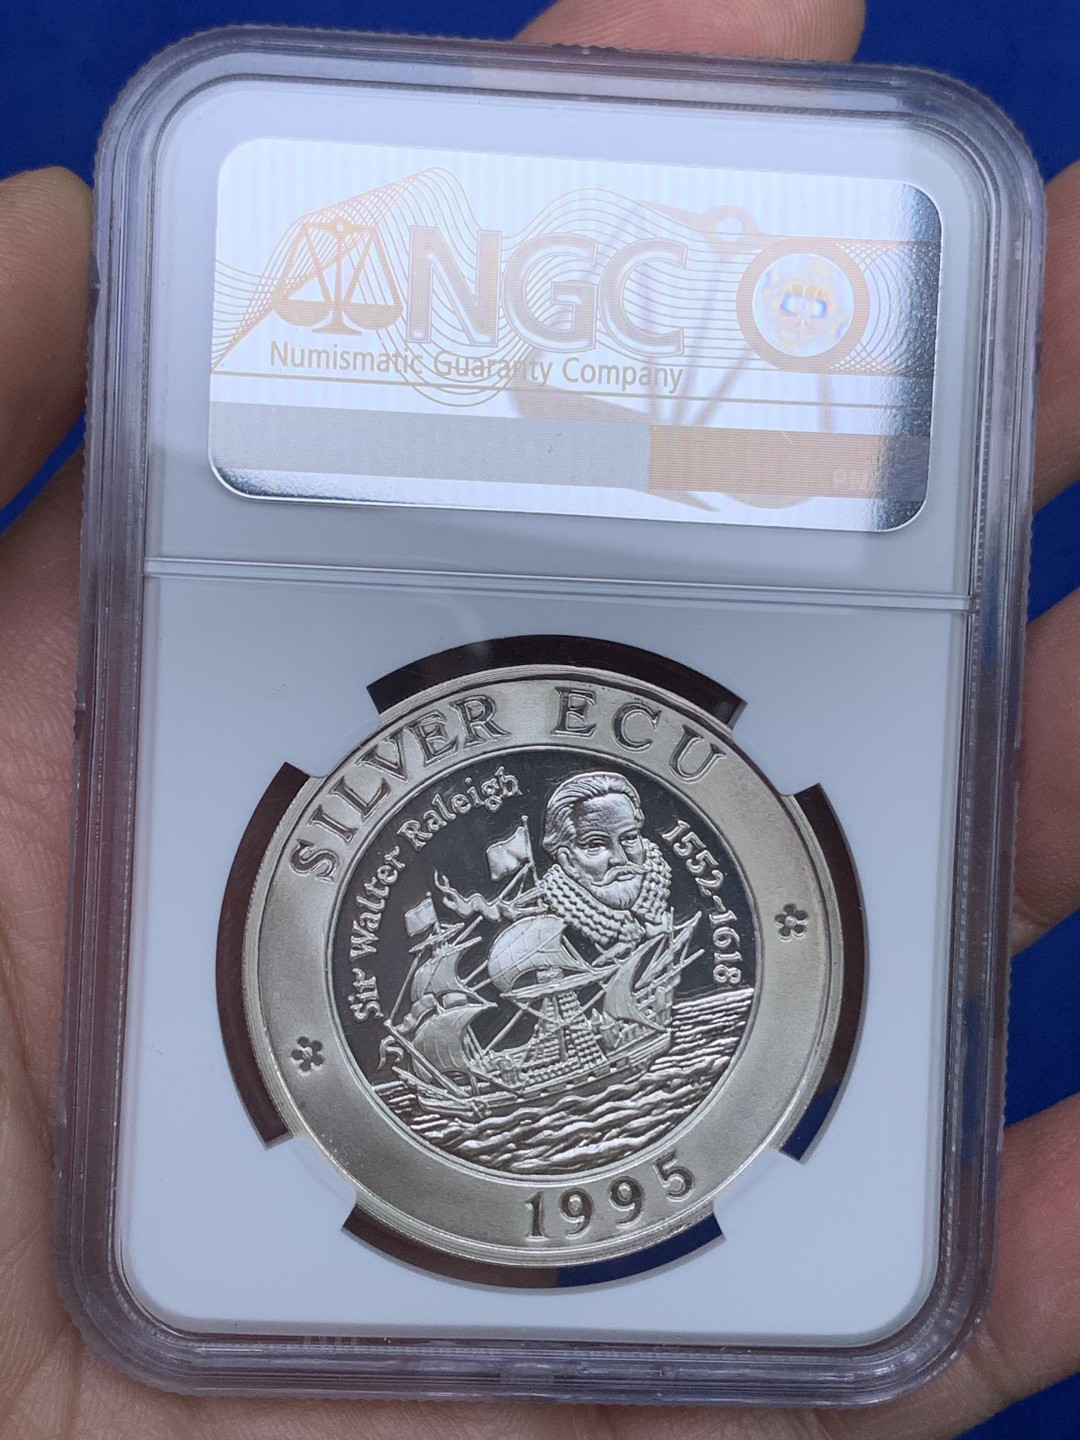 NGC
Numismatic Guaranty Company
SILVER ECU
Sir Walter Raleigh
1552-1618
1995